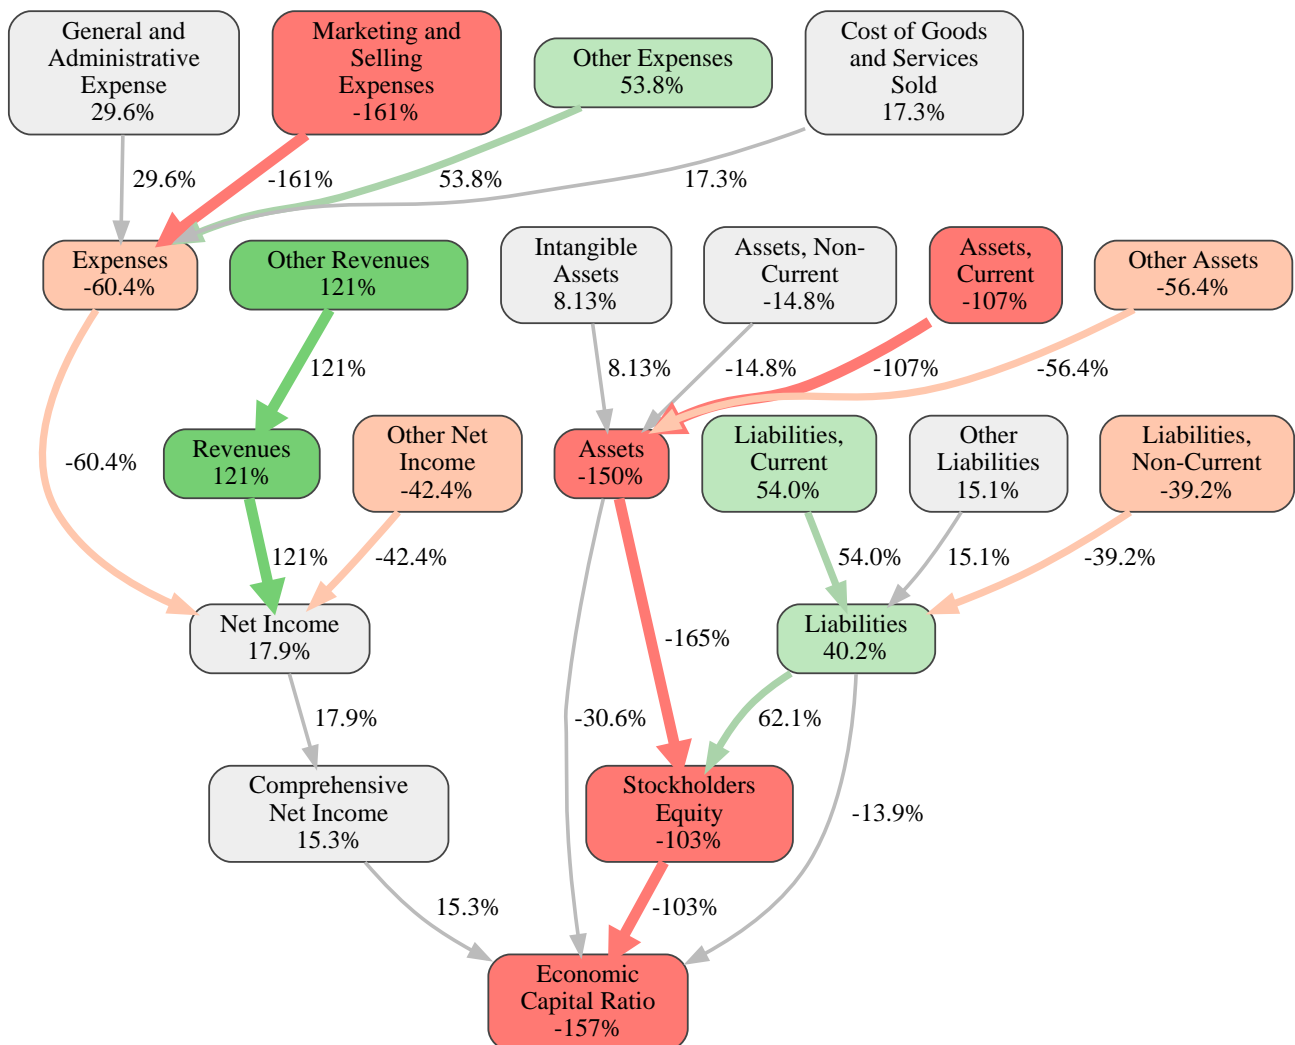 General and
Administrative
Expense
29.6%
Marketing and
Selling
Expenses
-161%
Other Expenses
53.8%
Cost of Goods
and Services
Sold
17.3%
29.6%
-161%
53.8%
17.3%
Expenses
-60.4%
Other Revenues
121%
Intangible
Assets
8.13%
Assets, Non-
Current
-14.8%
Assets,
Current
-107%
Other Assets
-56.4%
121%
8.13%
-14.8%
-107%
-56.4%
-60.4%
Revenues
121%
Other Net
Income
-42.4%
Assets
-150%
Liabilities,
Current
54.0%
Other
Liabilities
15.1%
Liabilities,
Non-Current
-39.2%
121%
-42.4%
54.0%
15.1%
-39.2%
Net Income
17.9%
-165%
Liabilities
40.2%
17.9%
-30.6%
62.1%
Comprehensive
Net Income
15.3%
Stockholders
Equity
-103%
-13.9%
15.3%
-103%
Economic
Capital Ratio
-157%